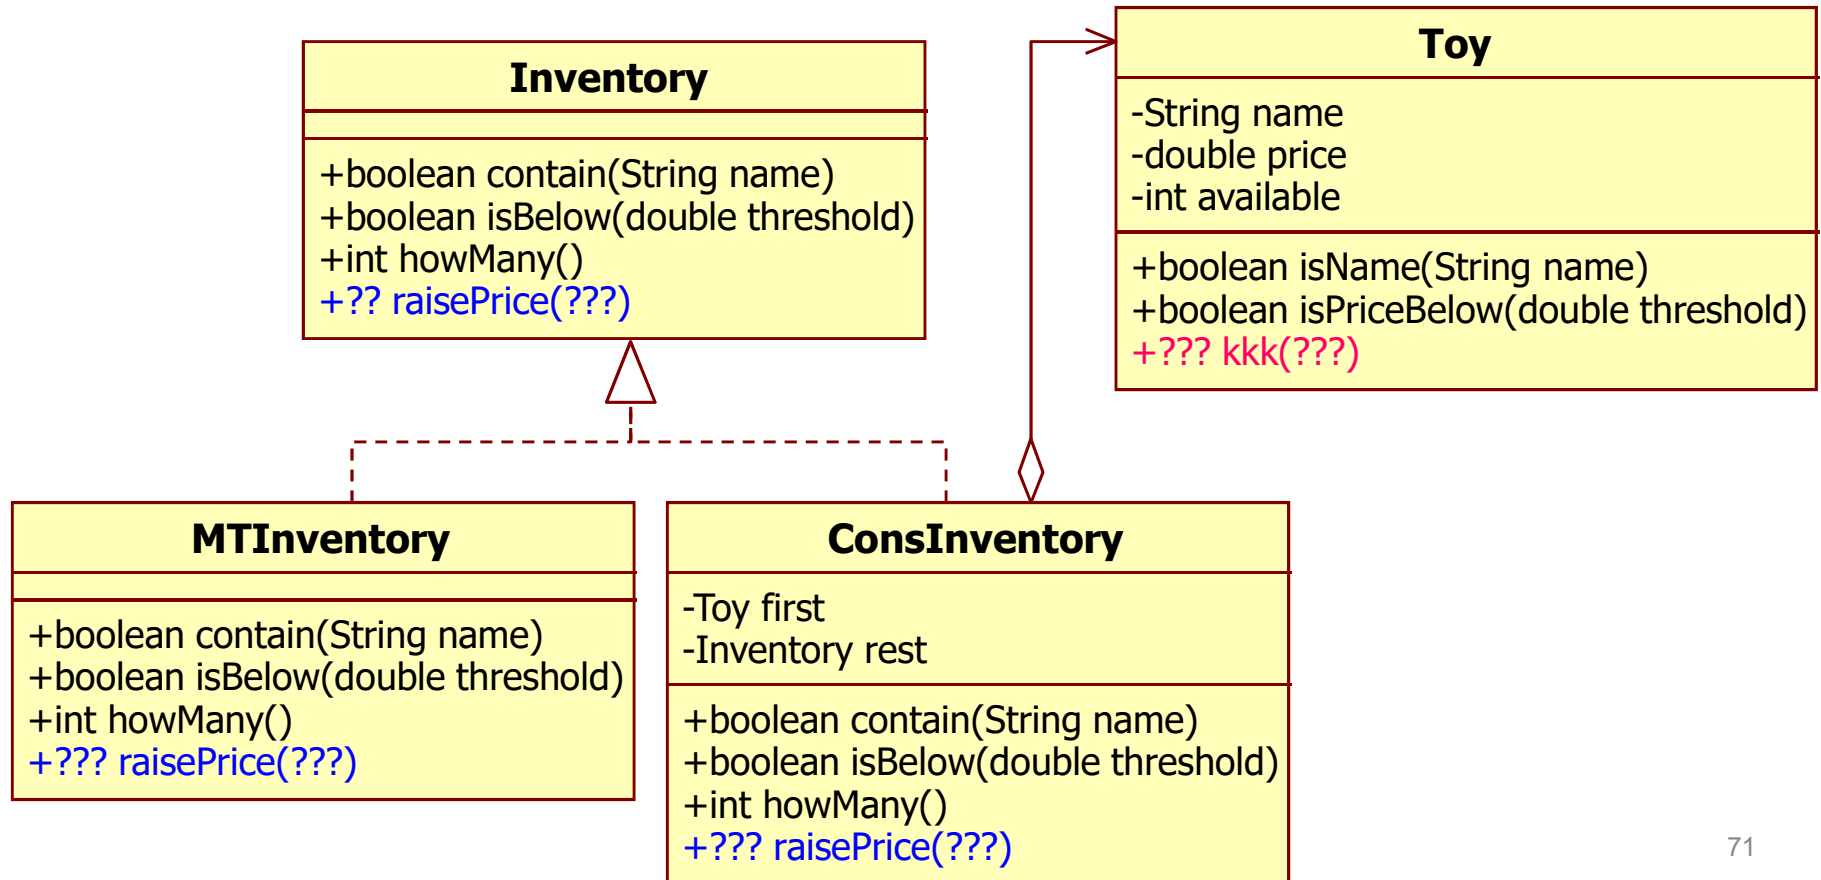 Inventory
+boolean contain(String name)
+boolean isBelow(double threshold)
+int howMany()
+?? raisePrice(???)
Toy
-String name
-double price
-int available
+boolean isName(String name)
+boolean isPriceBelow(double threshold)
+??? kkk(???)
MTInventory
+boolean contain(String name)
+boolean isBelow(double threshold)
+int howMany()
+??? raisePrice(???)
ConsInventory
-Toy first
-Inventory rest
+boolean contain(String name)
+boolean isBelow(double threshold)
+int howMany()
+??? raisePrice(???)
71